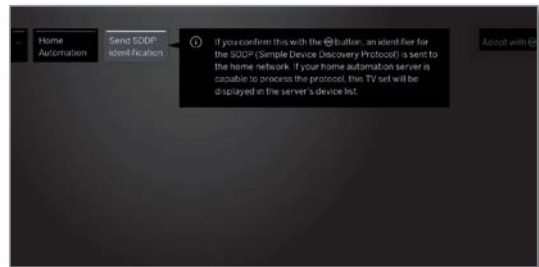 ...
Home
Automation
Send SDDP
identification
If you confirm this with the OK button, an identifier for
the SDDP (Simple Device Discovery Protocol) is sent to
the home network. If your home automation server is
capable to process the protocol, this TV set will be
displayed in the server's device list.
Adopt with OK